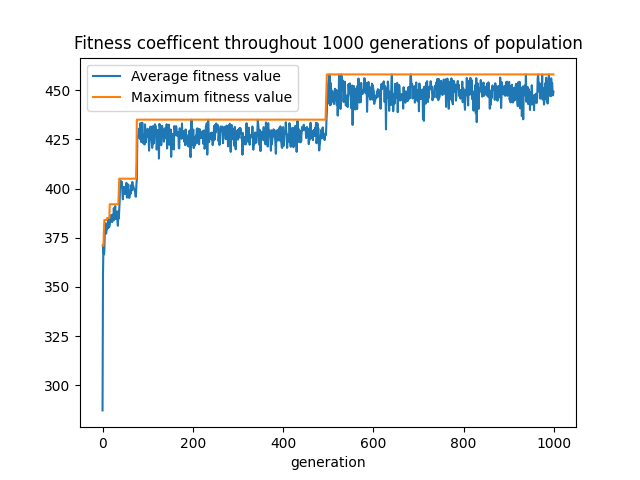 Fitness coefficent throughout 1000 generations of population
Average fitness value
Maximum fitness value
450
425
400
375
350
325
300
0 200 400 600 800 1000
generation